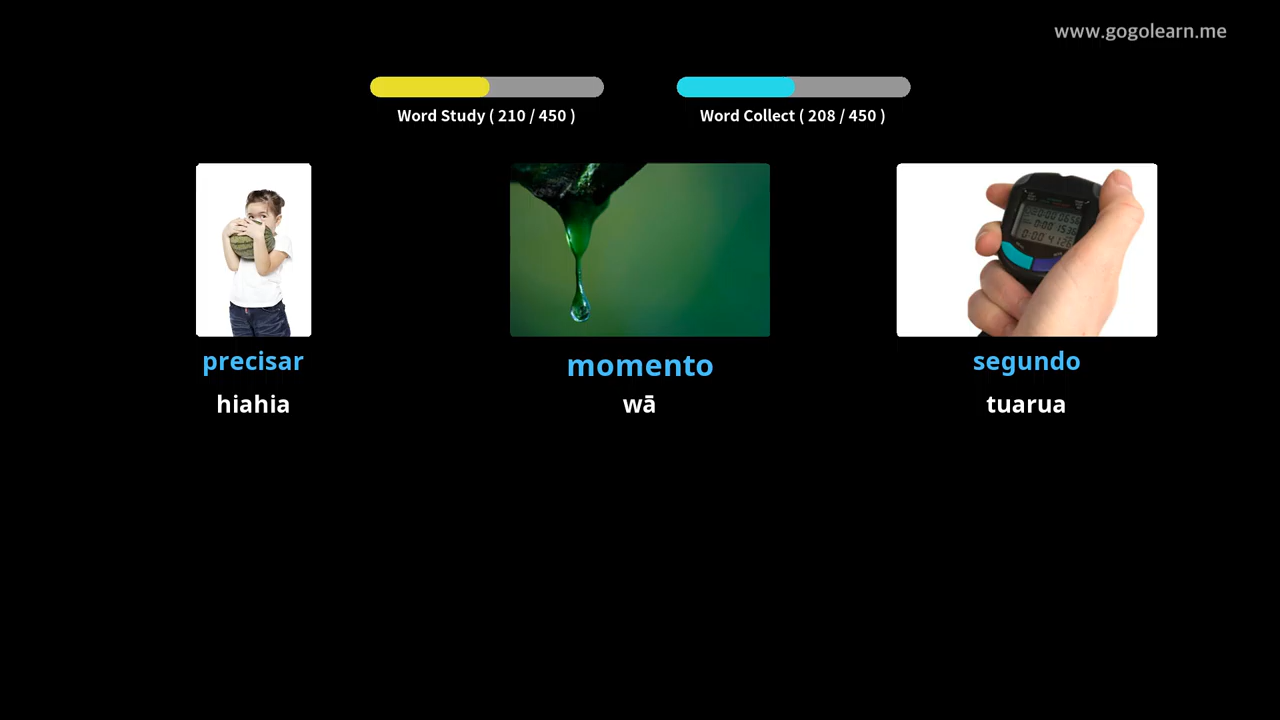 www.gogolearn.me
Word Study ( 210 / 450 )
Word Collect ( 208 / 450 )
precisar
hiahia
momento
wā
segundo
tuarua